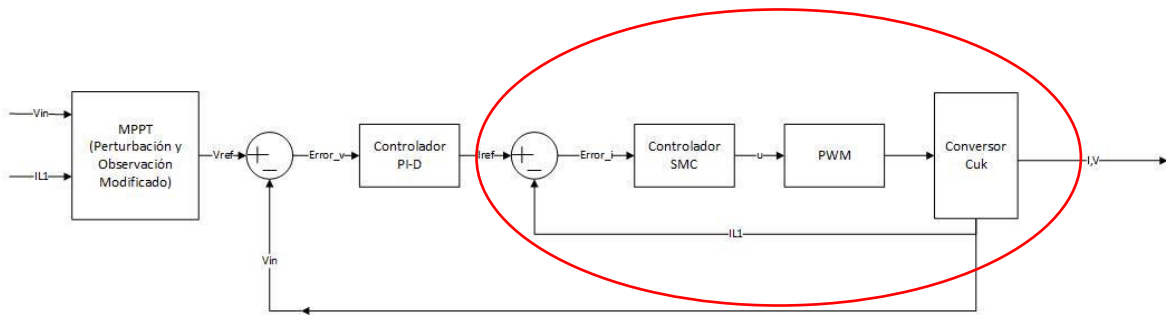 Vin
IL1
MPPT
(Perturbación y
Observación
Modificado)
Vref
Error_v
Controlador
PI-D
Iref
Error_i
Controlador
SMC
u
PWM
Conversor
Cuk
I,V
IL1
Vin